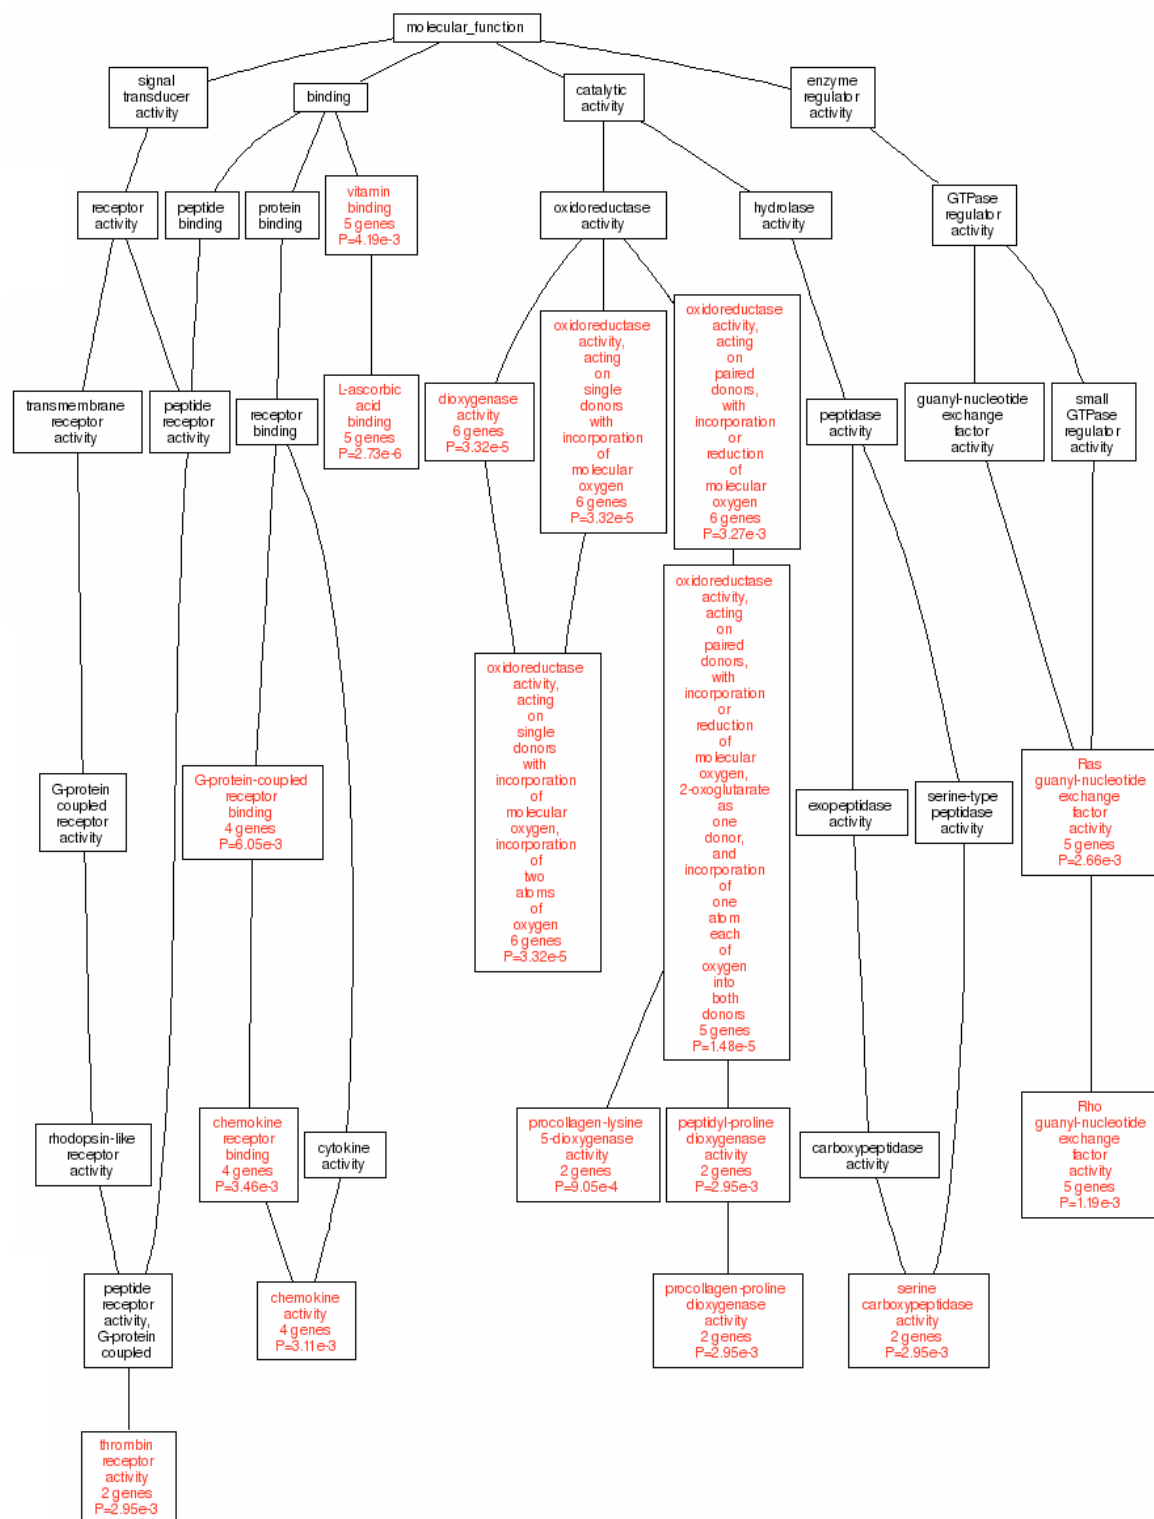 molecular_function
signal
transducer
activity
binding
catalytic
activity
enzyme
regulator
activity
receptor
activity
peptide
binding
protein
binding
vitamin
binding
5 genes
P=4.19e-3
oxidoreductase
activity
hydrolase
activity
GTPase
regulator
activity
transmembrane
receptor
activity
peptide
receptor
activity
receptor
binding
L-ascorbic
acid
binding
5 genes
P=2.73e-6
dioxygenase
activity
6 genes
P=3.32e-5
oxidoreductase
activity,
acting
on
single
donors
with
incorporation
of
molecular
oxygen
6 genes
P=3.32e-5
oxidoreductase
activity,
acting
on
paired
donors,
with
incorporation
or
reduction
of
molecular
oxygen
6 genes
P=3.27e-3
peptidase
activity
guanyl-nucleotide
exchange
factor
activity
small
GTPase
regulator
activity
G-protein
coupled
receptor
activity
G-protein-coupled
receptor
binding
4 genes
P=6.05e-3
oxidoreductase
activity,
acting
on
single
donors
with
incorporation
of
molecular
oxygen,
incorporation
of
two
atoms
of
oxygen
6 genes
P=3.32e-5
oxidoreductase
activity,
acting
on
paired
donors,
with
incorporation
or
reduction
of
molecular
oxygen,
2-oxoglutarate
as
one
donor,
and
incorporation
of
one
atom
each
of
oxygen
into
both
donors
5 genes
P=1.48e-5
exopeptidase
activity
serine-type
peptidase
activity
Ras
guanyl-nucleotide
exchange
factor
activity
5 genes
P=2.66e-3
rhodopsin-like
receptor
activity
chemokine
receptor
binding
4 genes
P=3.46e-3
cytokine
activity
procollagen-lysine
5-dioxygenase
activity
2 genes
P=9.05e-4
peptidyl-proline
dioxygenase
activity
2 genes
P=2.95e-3
carboxypeptidase
activity
Rho
guanyl-nucleotide
exchange
factor
activity
5 genes
P=1.19e-3
peptide
receptor
activity,
G-protein
coupled
chemokine
activity
4 genes
P=3.11e-3
procollagen-proline
dioxygenase
activity
2 genes
P=2.95e-3
serine
carboxypeptidase
activity
2 genes
P=2.95e-3
thrombin
receptor
activity
2 genes
P=2.95e-3